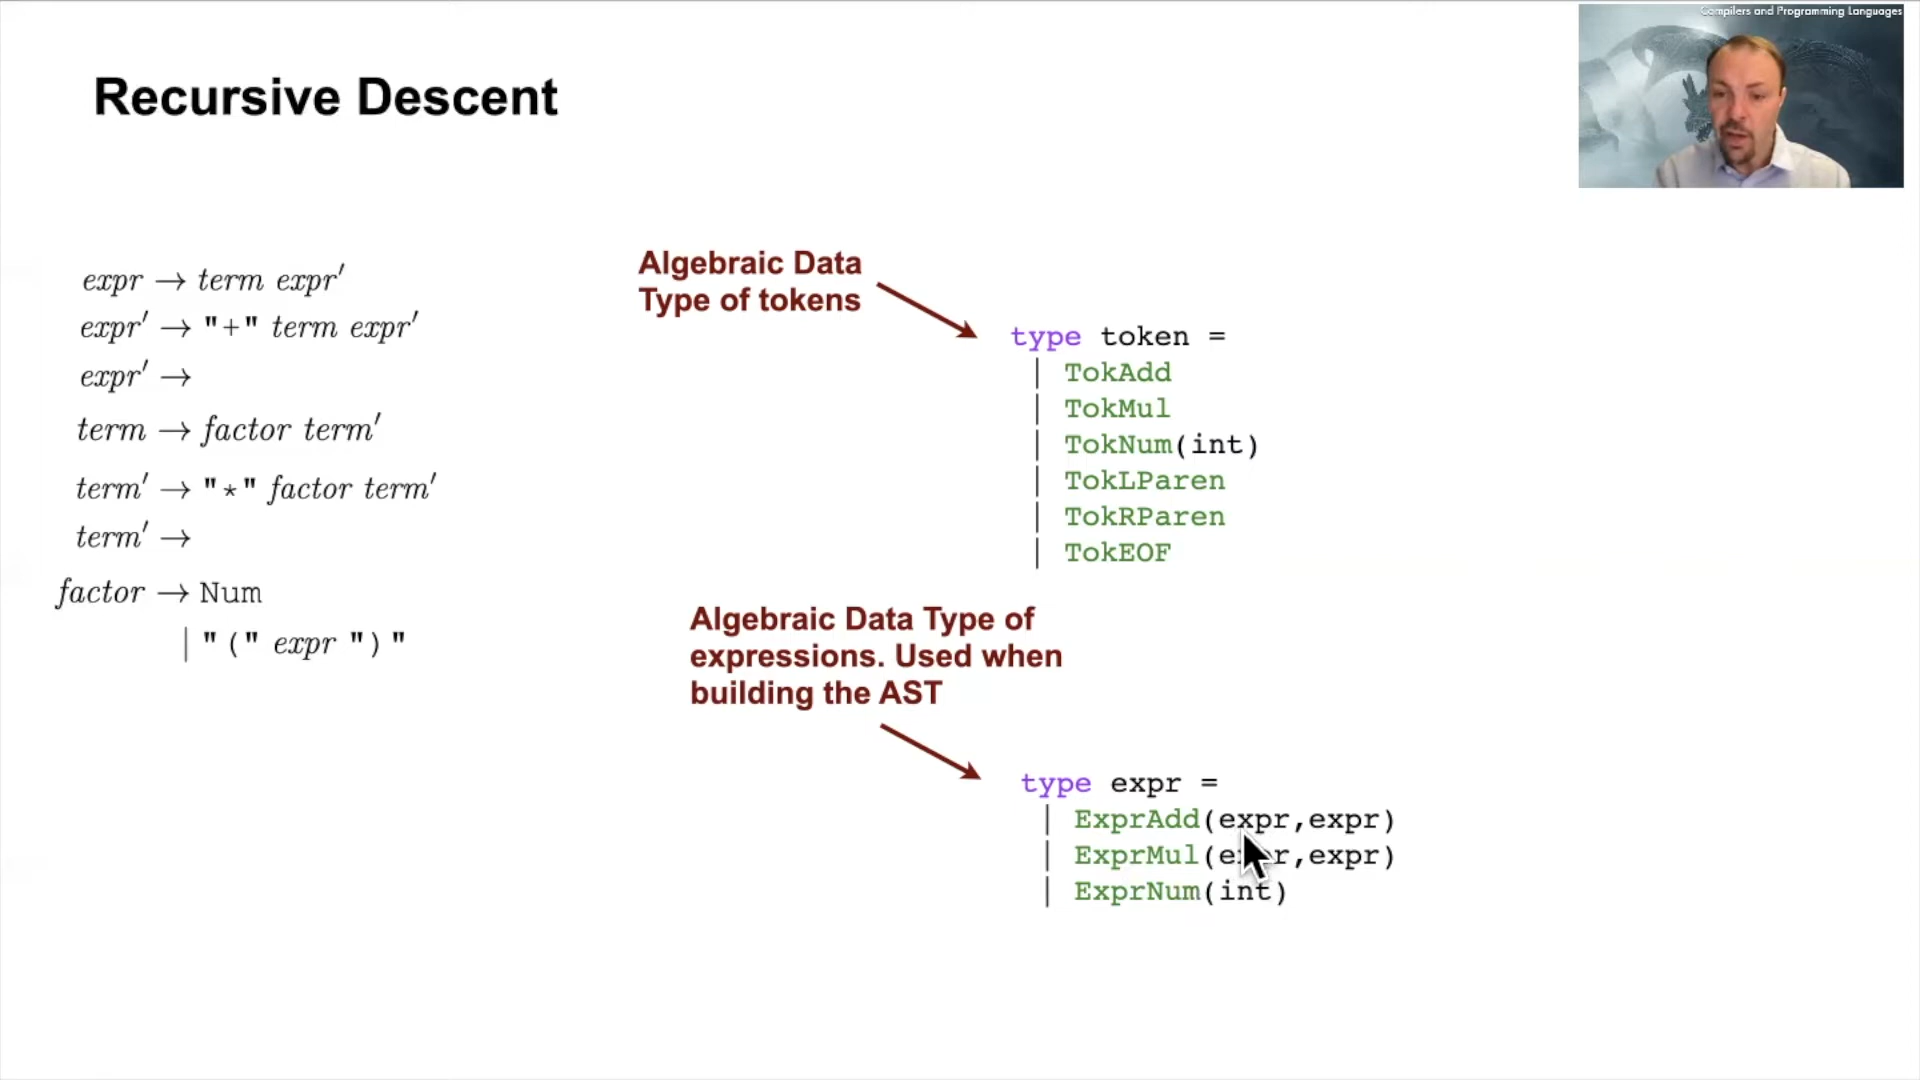 Compilers and Programming Languages
Recursive Descent
expr → term expr′
expr′ → "+" term expr′
expr′ →
term → factor term′
term′ → "*" factor term′
term′ →
factor → Num
| "(" expr ")"
Algebraic Data
Type of tokens
type token =
| TokAdd
| TokMul
| TokNum(int)
| TokLParen
| TokRParen
| TokEOF
Algebraic Data Type of
expressions. Used when
building the AST
type expr =
| ExprAdd(expr,expr)
| ExprMul(expr,expr)
| ExprNum(int)